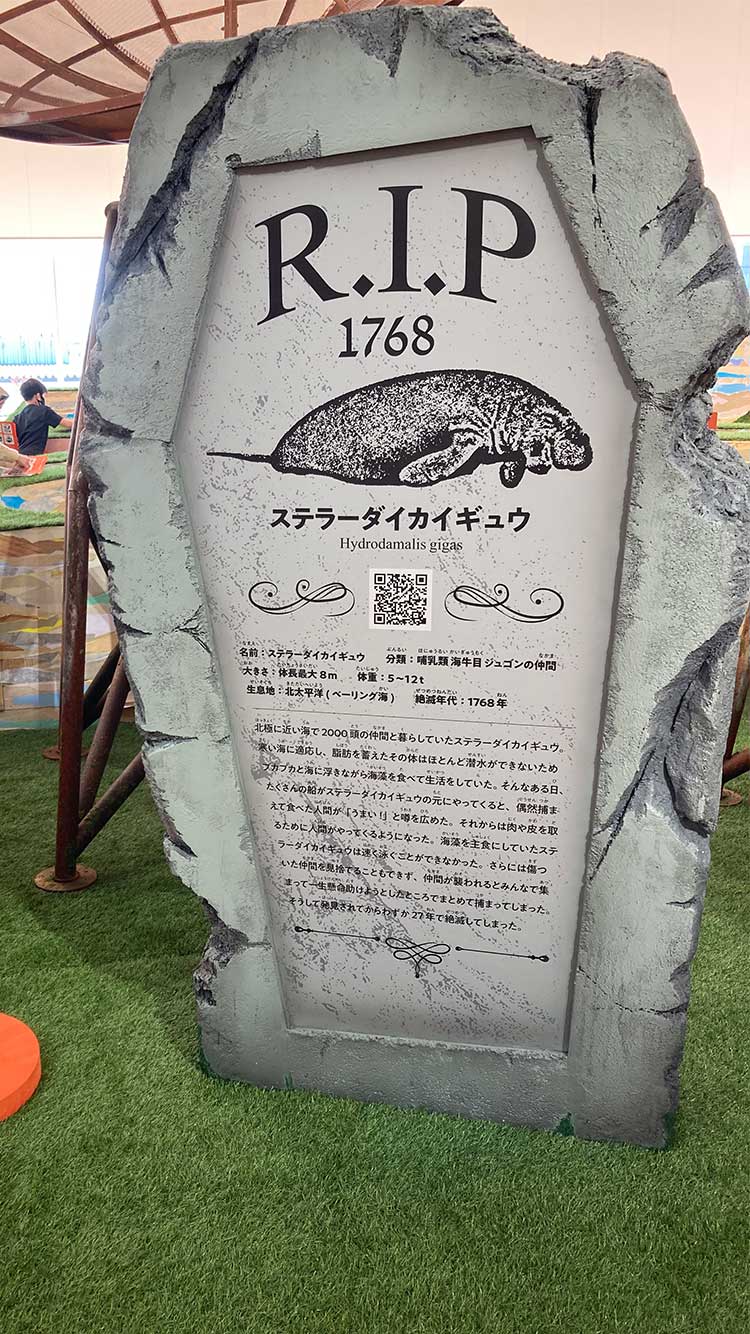 R.I.P
1768
ステラーダイカイギュウ
Hydrodamalis gigas
名前：ステラーダイカイギュウ　分類：哺乳類 海牛目 ジュゴンの仲間
大きさ：体長最大 8m　体重：5～12t
生息地：北太平洋 ( ベーリング海 )　絶滅年代：1768 年
北極に近い海で 2000 頭の仲間と暮らしていたステラーダイカイギュウ。
寒い海に適応し、脂肪を蓄えたその体はほとんど潜水ができないため
プカプカと海に浮きながら海藻を食べて生活をしていた。そんなある日、
たくさんの船がステラーダイカイギュウの元にやってくると、偶然捕ま
えて食べた人間が「うまい！」と噂を広めた。それからは肉や皮を取
るために人間がやってくるようになった。海藻を主食にしていたステ
ラーダイカイギュウは速く泳ぐことができなかった。さらには傷つ
いた仲間を見捨てることもできず、仲間が襲われるとみんなで集
まって一生懸命助けようとしたところでまとめて捕まってしまった。
そうして発見されてからわずか 27 年で絶滅してしまった。